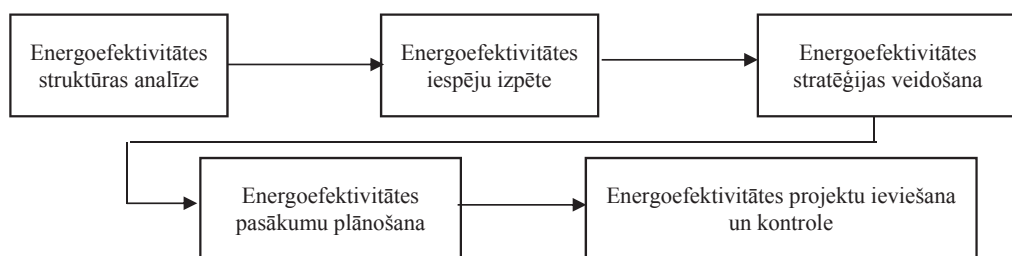 Energoefektivitātes
struktūras analīze
Energoefektivitātes
iespēju izpēte
Energoefektivitātes
stratēģijas veidošana
Energoefektivitātes
pasākumu plānošana
Energoefektivitātes projektu ieviešana
un kontrole